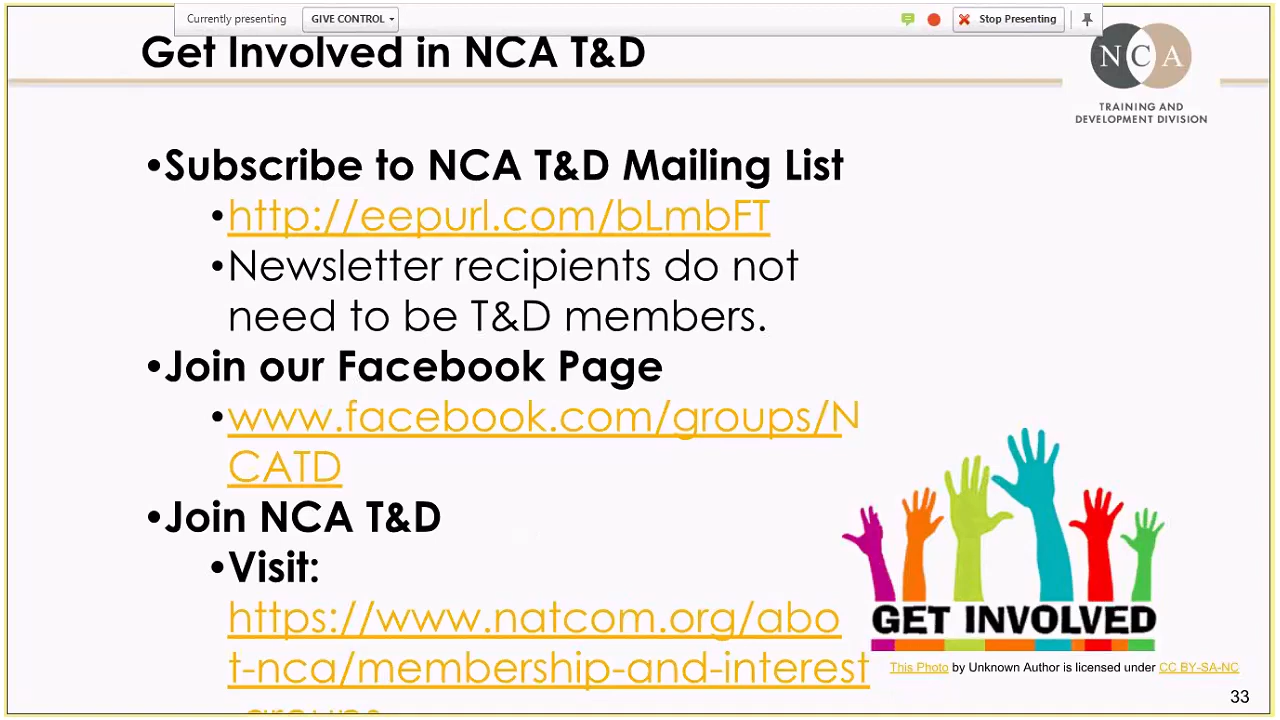 Currently presenting GIVE CONTROL Stop Presenting
Get Involved in NCA T&D
NCA
TRAINING AND
DEVELOPMENT DIVISION
•Subscribe to NCA T&D Mailing List
•http://eepurl.com/bLmbFT
•Newsletter recipients do not
need to be T&D members.
•Join our Facebook Page
•www.facebook.com/groups/N
CATD
•Join NCA T&D
•Visit:
https://www.natcom.org/abo
t-nca/membership-and-interest
-groups
GET INVOLVED
This Photo by Unknown Author is licensed under CC BY-SA-NC
33